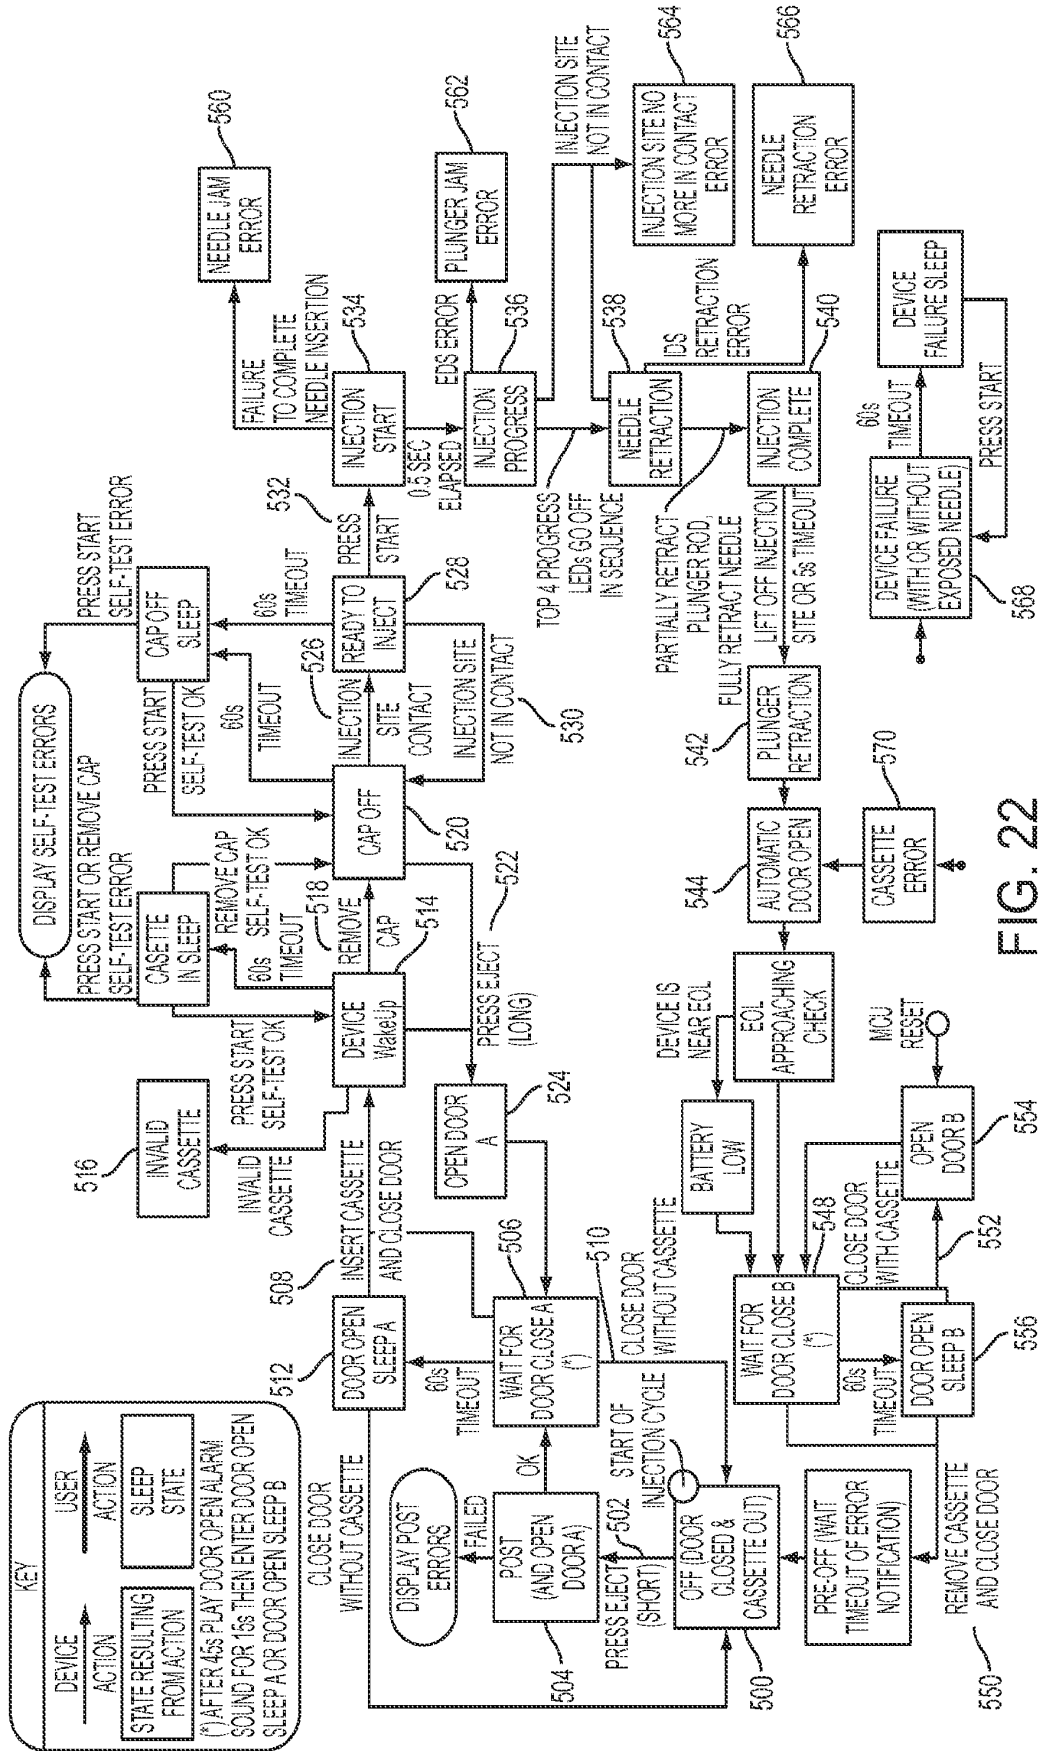 KEY
DEVICE
ACTION
USER
ACTION
STATE RESULTING
FROM ACTION
SLEEP
STATE
(*) AFTER 45s PLAY DOOR OPEN ALARM
SOUND FOR 15s THEN ENTER DOOR OPEN
SLEEP A OR DOOR OPEN SLEEP B
DISPLAY SELF-TEST ERRORS
PRESS START OR REMOVE CAP
SELF-TEST ERROR
PRESS START
SELF-TEST ERROR
516
INVALID
CASSETTE
INVALID
CASSETTE
PRESS START
SELF-TEST OK
CASETTE
IN SLEEP
REMOVE CAP
SELF-TEST OK
60s
TIMEOUT
PRESS START
SELF-TEST OK
CAP OFF
SLEEP
60s
TIMEOUT
60s
TIMEOUT
560
NEEDLE JAM
ERROR
FAILURE
TO COMPLETE
NEEDLE INSERTION
CLOSE DOOR
WITHOUT CASSETTE
512
DOOR OPEN
SLEEP A
508
INSERT CASSETTE
AND CLOSE DOOR
DEVICE
WakeUp
514
518
REMOVE
CAP
CAP OFF
520
526
INJECTION
SITE
CONTACT
READY TO
INJECT
528
532
PRESS
START
INJECTION
START
534
INJECTION SITE
NOT IN CONTACT
530
0.5 SEC
ELAPSED
DISPLAY POST
ERRORS
FAILED
60s
TIMEOUT
504
POST
(AND OPEN
DOOR A)
OK
WAIT FOR
DOOR CLOSE A
(*)
506
OPEN DOOR
A
524
PRESS EJECT
(LONG)
522
EDS ERROR
PLUNGER JAM
ERROR
562
INJECTION
PROGRESS
536
INJECTION SITE
NOT IN CONTACT
PRESS EJECT
(SHORT)
502
START OF
INJECTION CYCLE
510
CLOSE DOOR
WITHOUT CASSETTE
TOP 4 PROGRESS
LEDs GO OFF
IN SEQUENCE
NEEDLE
RETRACTION
538
INJECTION SITE NO
MORE IN CONTACT
ERROR
564
500
OFF (DOOR
CLOSED &
CASSETTE OUT)
BATTERY
LOW
DEVICE IS
NEAR EOL
PARTIALLY RETRACT
PLUNGER ROD,
FULLY RETRACT NEEDLE
IDS
RETRACTION
ERROR
WAIT FOR
DOOR CLOSE B
(*)
548
EOL
APPROACHING
CHECK
544
AUTOMATIC
DOOR OPEN
542
PLUNGER
RETRACTION
LIFT OFF INJECTION
SITE OR 5s TIMEOUT
INJECTION
COMPLETE
540
NEEDLE
RETRACTION
ERROR
566
PRE-OFF (WAIT
TIMEOUT OF ERROR
NOTIFICATION)
60s
TIMEOUT
CLOSE DOOR
WITH CASSETTE
MCU
RESET
CASSETTE
ERROR
570
DOOR OPEN
SLEEP B
556
552
OPEN
DOOR B
554
REMOVE CASSETTE
AND CLOSE DOOR
550
568
DEVICE FAILURE
(WITH OR WITHOUT
EXPOSED NEEDLE)
60s
TIMEOUT
DEVICE
FAILURE SLEEP
PRESS START
FIG. 22